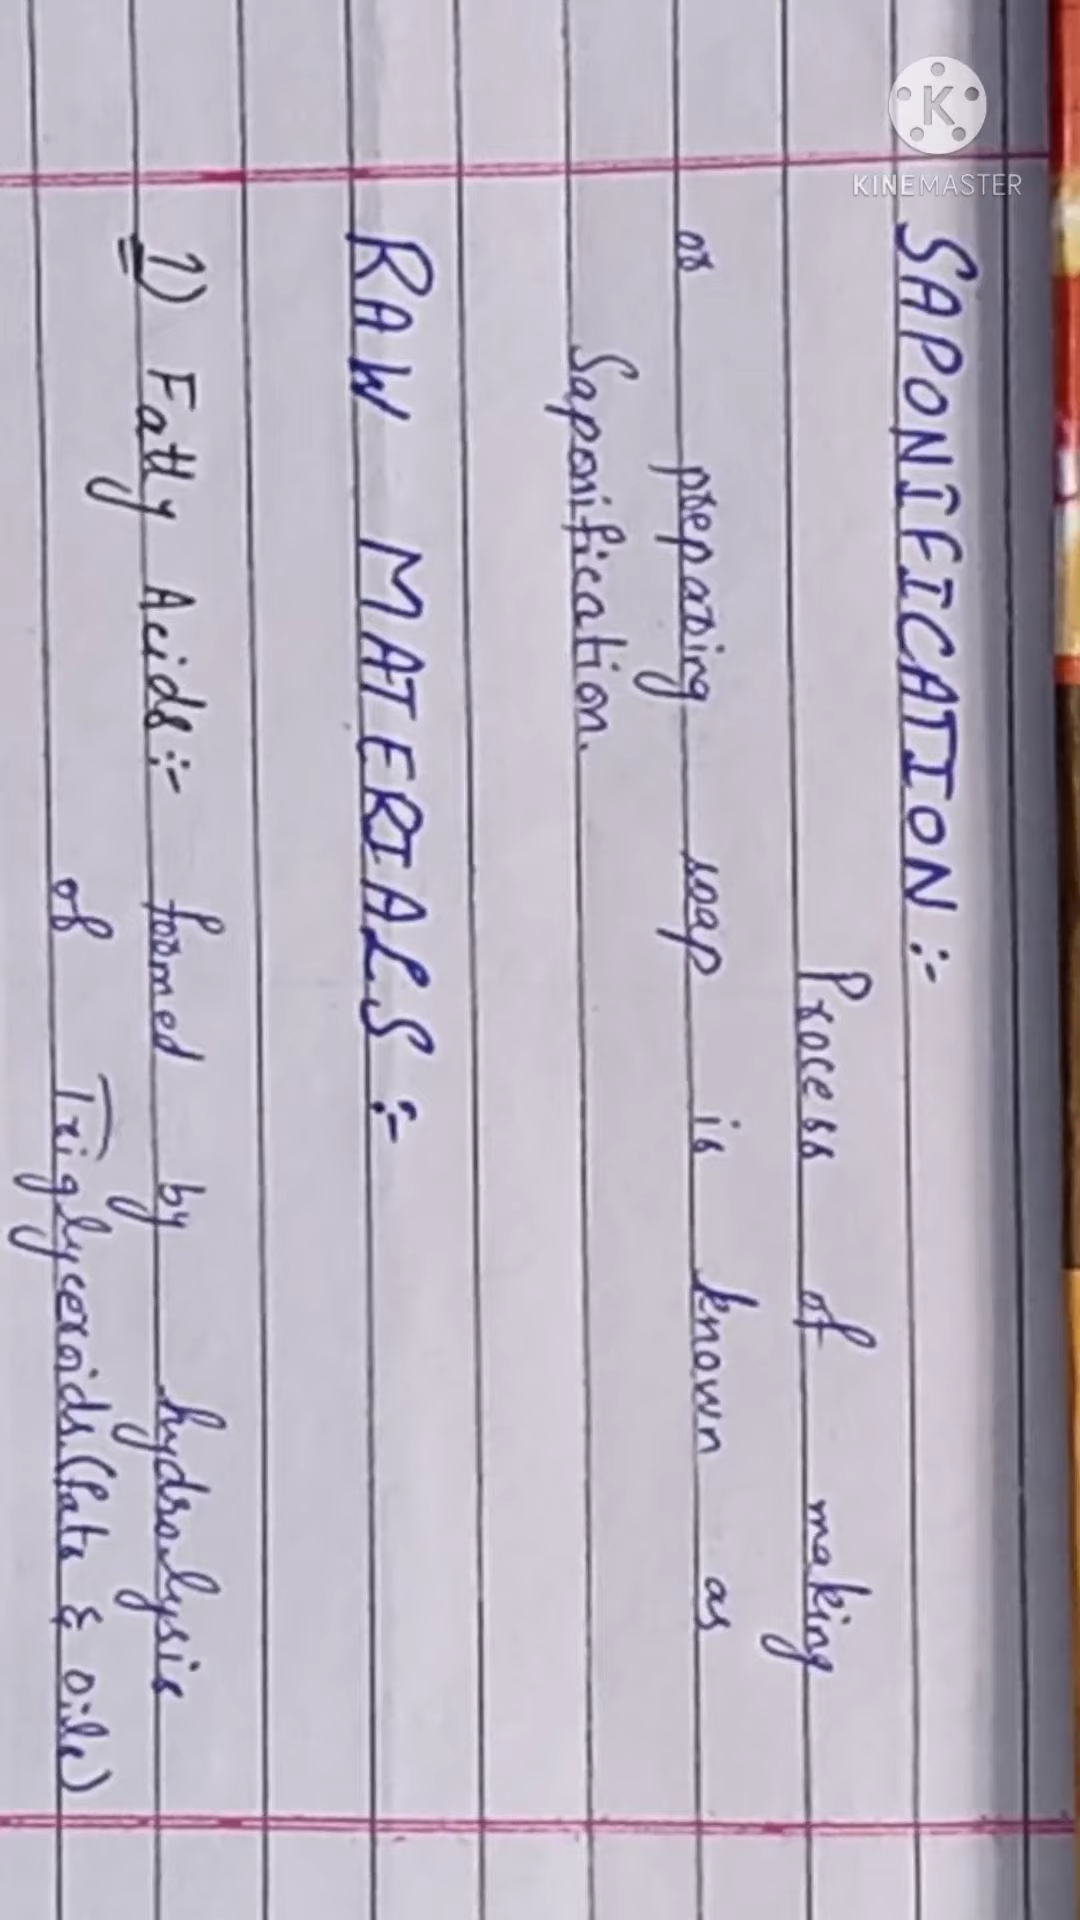 KINEMASTER
SAPONIFICATION :-
Process of making
or preparing soap is known as
Saponification.
RAW MATERIALS :-
1) Fatty Acids :- formed by hydrolysis
of Triglyceroids.(fats & oils)